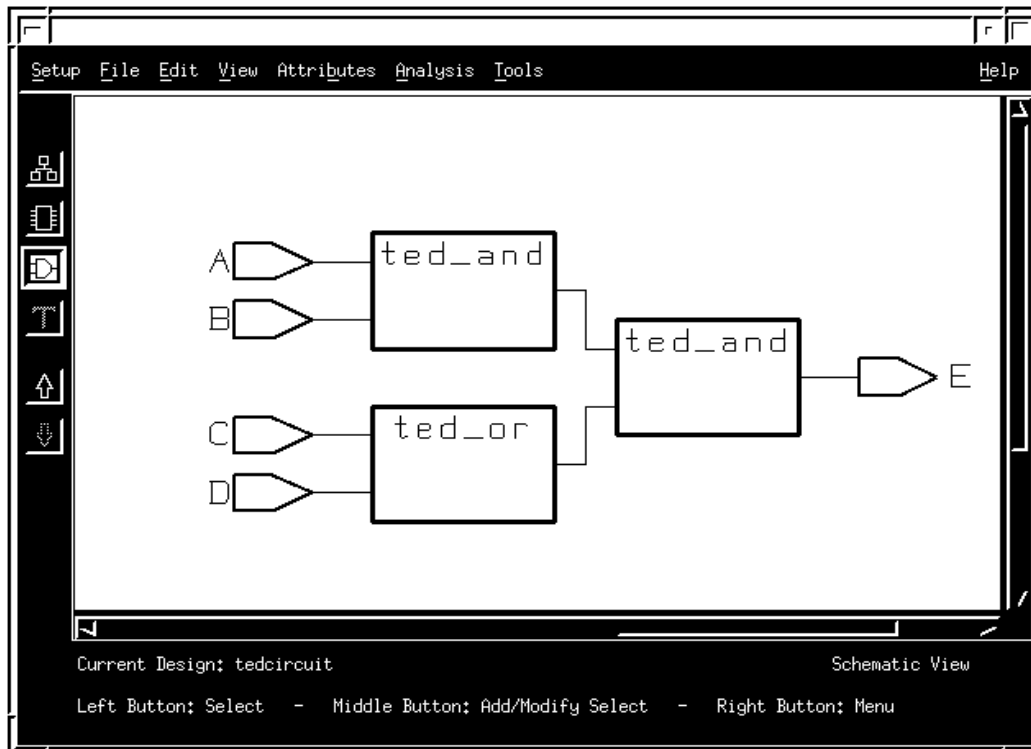 Setup File Edit View Attributes Analysis Tools Help
A ted_and
B
ted_and
E
C ted_or
D
Current Design: tedcircuit Schematic View
Left Button: Select - Middle Button: Add/Modify Select - Right Button: Menu